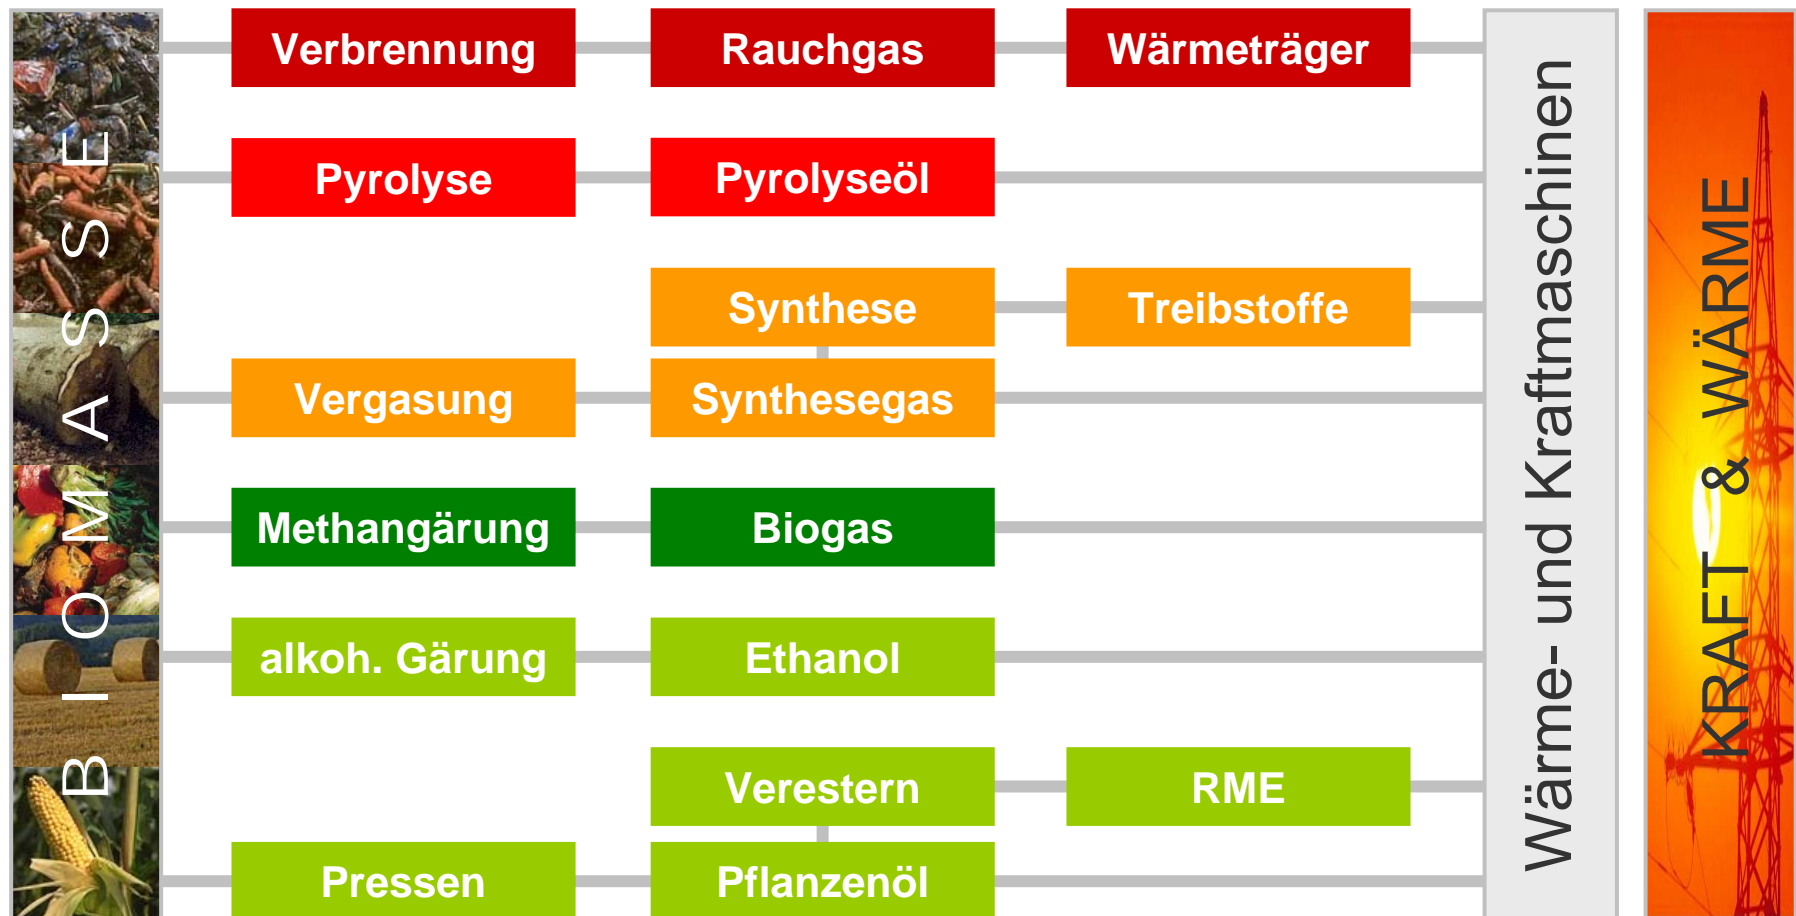 BIOMASSE
Verbrennung
Rauchgas
Wärmeträger
Pyrolyse
Pyrolyseöl
Synthese
Treibstoffe
Vergasung
Synthesegas
Methangärung
Biogas
alkoh. Gärung
Ethanol
Verestern
RME
Pressen
Pflanzenöl
Wärme- und Kraftmaschinen
KRAFT & WÄRME